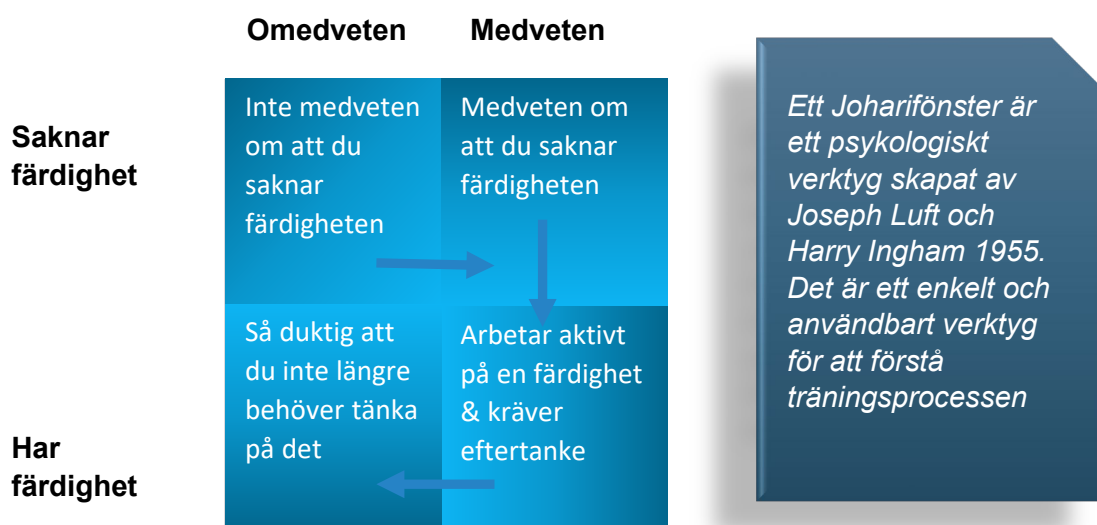 Omedveten Medveten
Saknar
färdighet
Inte medveten
om att du
saknar
färdigheten
Medveten om
att du saknar
färdigheten
Har
färdighet
Så duktig att
du inte längre
behöver tänka
på det
Arbetar aktivt
på en färdighet
& kräver
eftertanke
Ett Joharifönster är
ett psykologiskt
verktyg skapat av
Joseph Luft och
Harry Ingham 1955.
Det är ett enkelt och
användbart verktyg
för att förstå
träningsprocessen